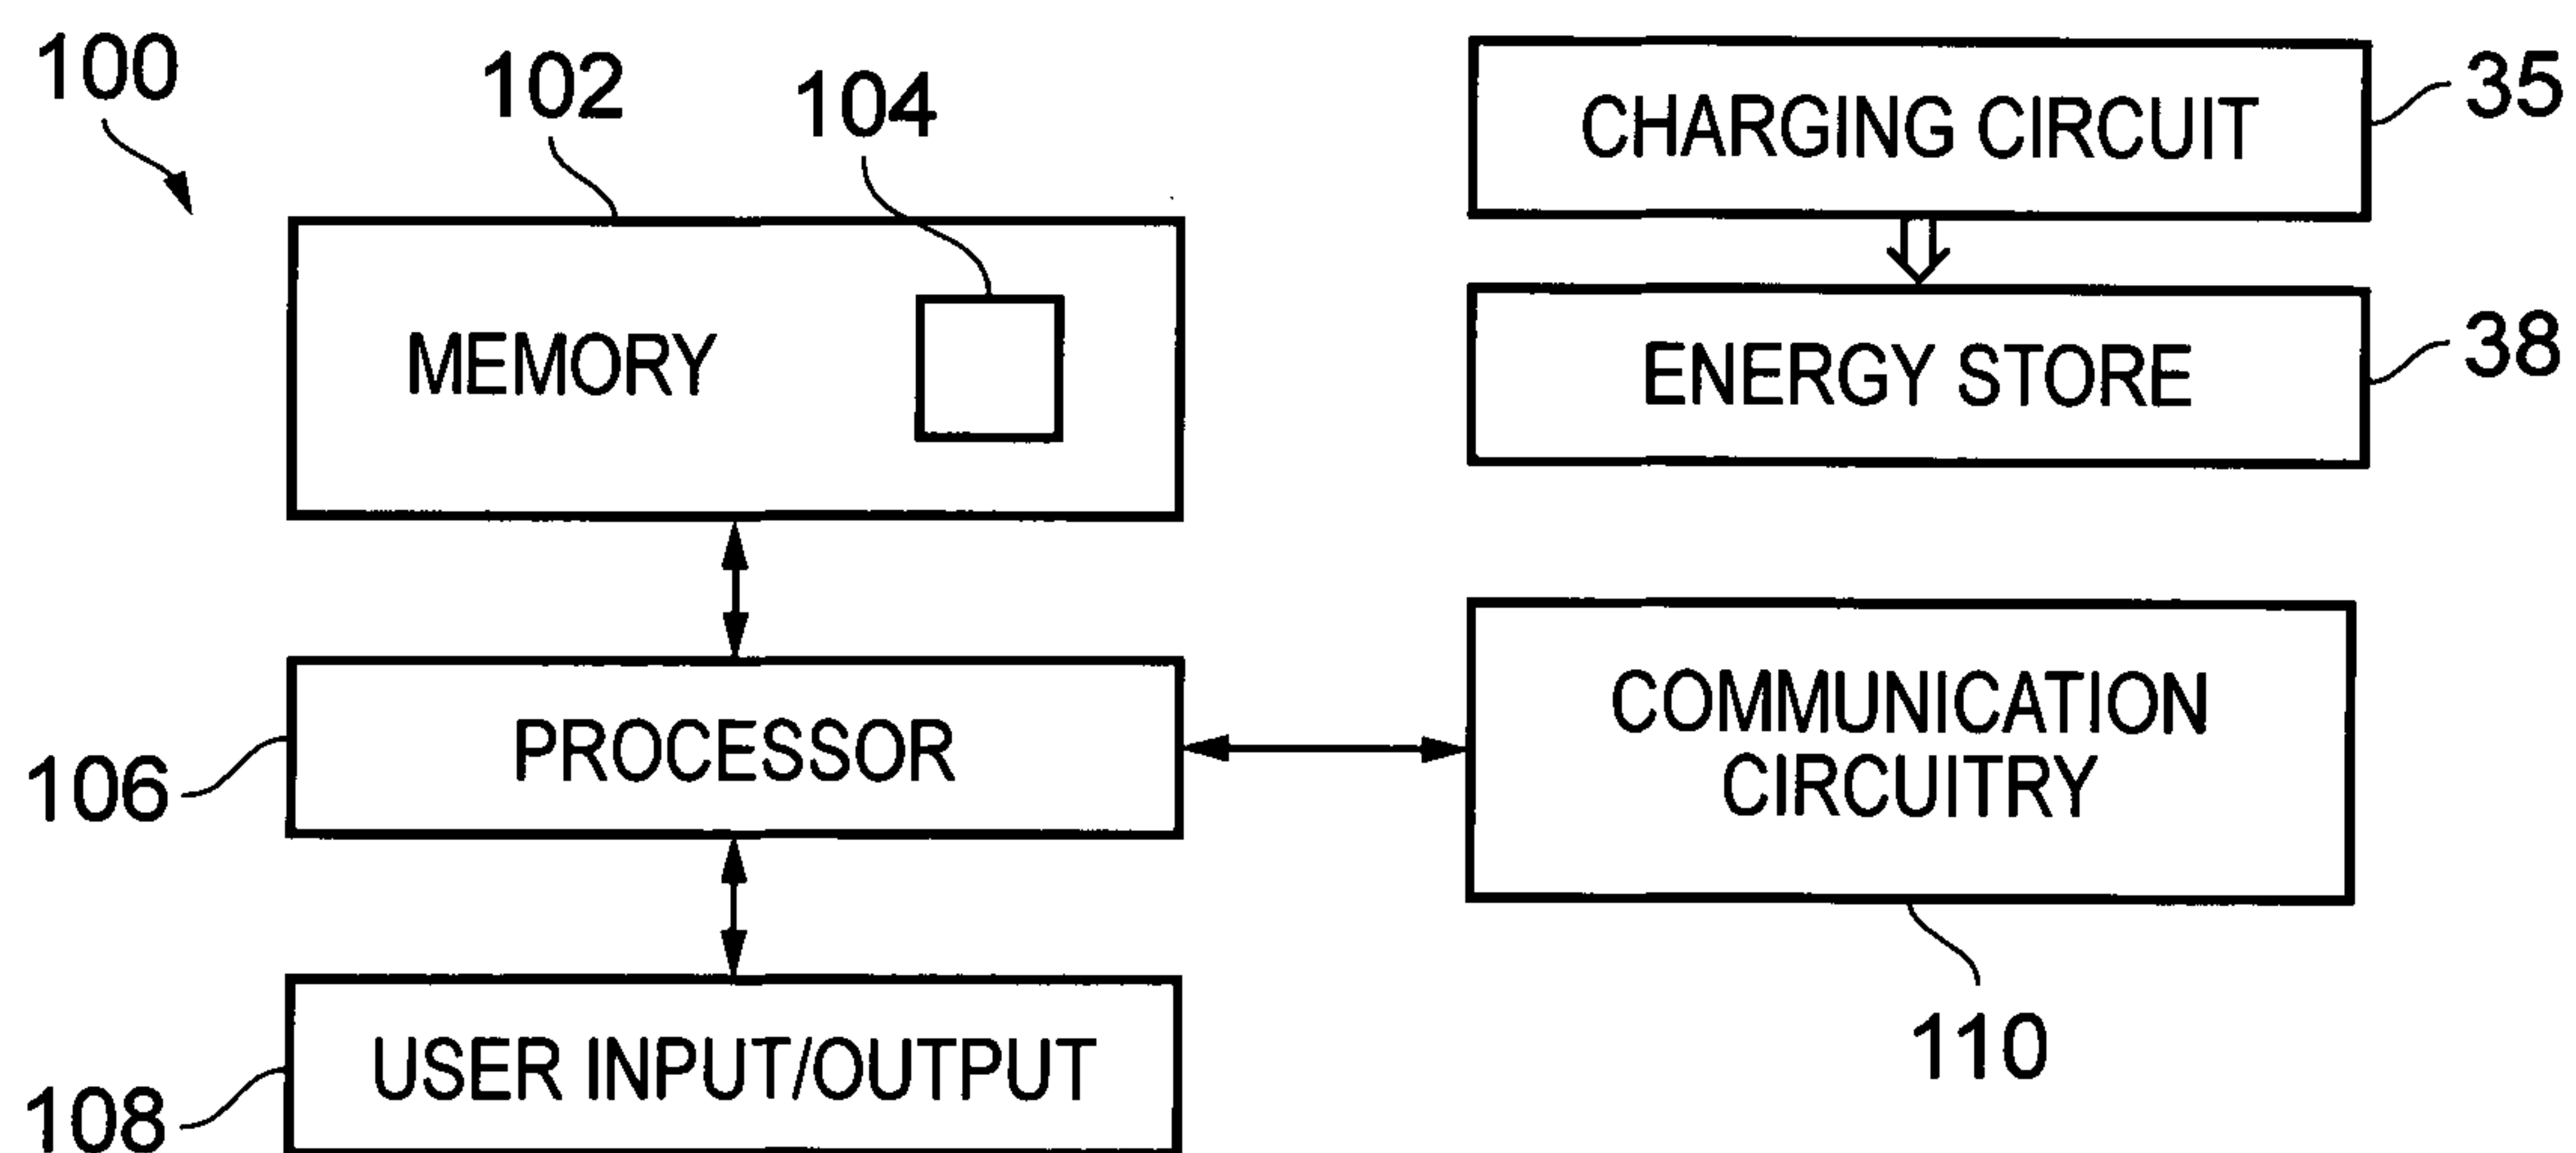 100
102
104
MEMORY
CHARGING CIRCUIT
35
ENERGY STORE
38
106
PROCESSOR
COMMUNICATION
CIRCUITRY
110
108
USER INPUT/OUTPUT